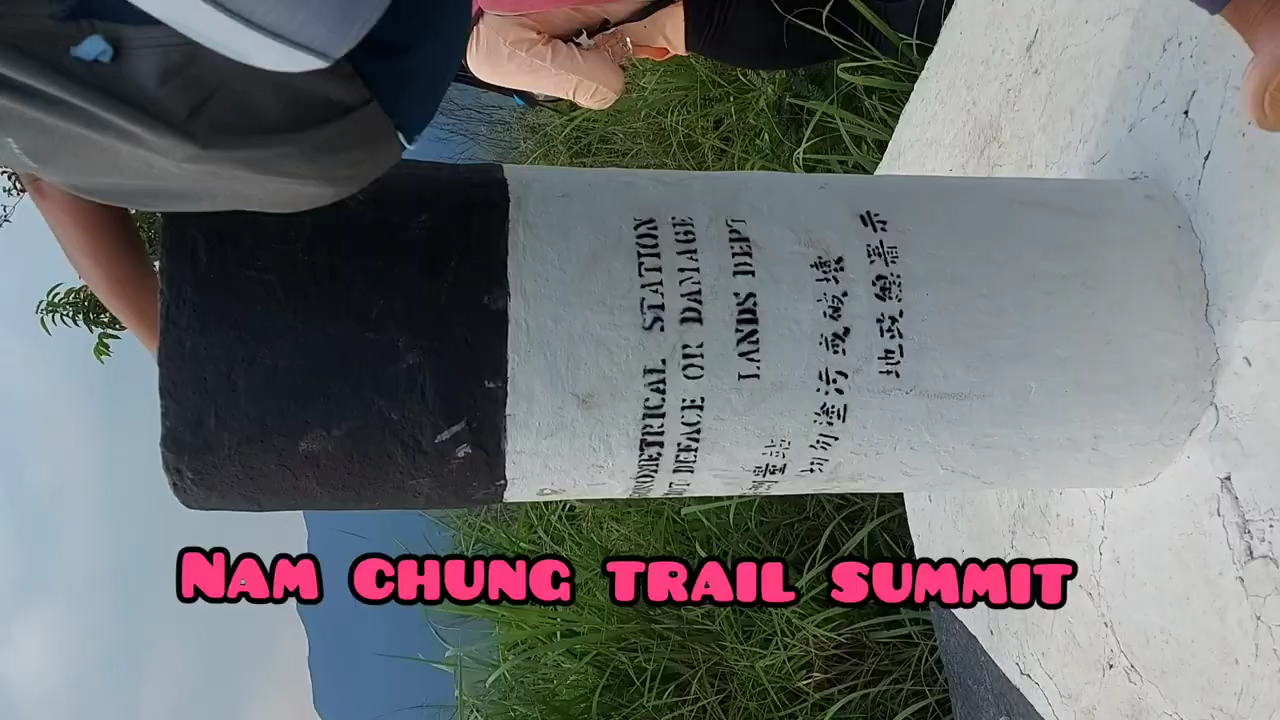 STATION
DEFACE OR DAMAGE
LANDS DEPT
切勿塗污或破壞
地政總署示
Nam chung trail summit